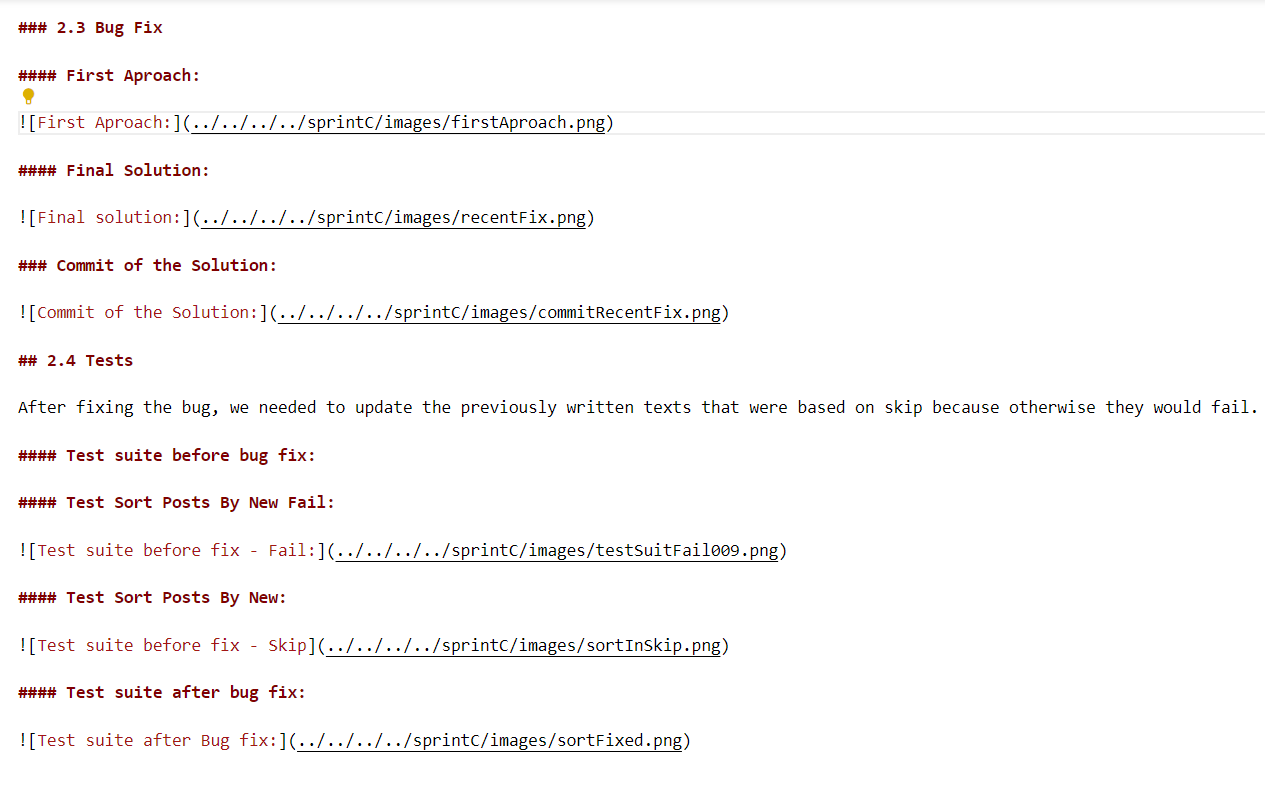 ### 2.3 Bug Fix
#### First Aproach:
![First Aproach:](../../../../sprintC/images/firstAproach.png)
#### Final Solution:
![Final solution:](../../../../sprintC/images/recentFix.png)
### Commit of the Solution:
![Commit of the Solution:](../../../../sprintC/images/commitRecentFix.png)
## 2.4 Tests
After fixing the bug, we needed to update the previously written texts that were based on skip because otherwise they would fail.
#### Test suite before bug fix:
#### Test Sort Posts By New Fail:
![Test suite before fix - Fail:](../../../../sprintC/images/testSuitFail009.png)
#### Test Sort Posts By New:
![Test suite before fix - Skip](../../../../sprintC/images/sortInSkip.png)
#### Test suite after bug fix:
![Test suite after Bug fix:](../../../../sprintC/images/sortFixed.png)